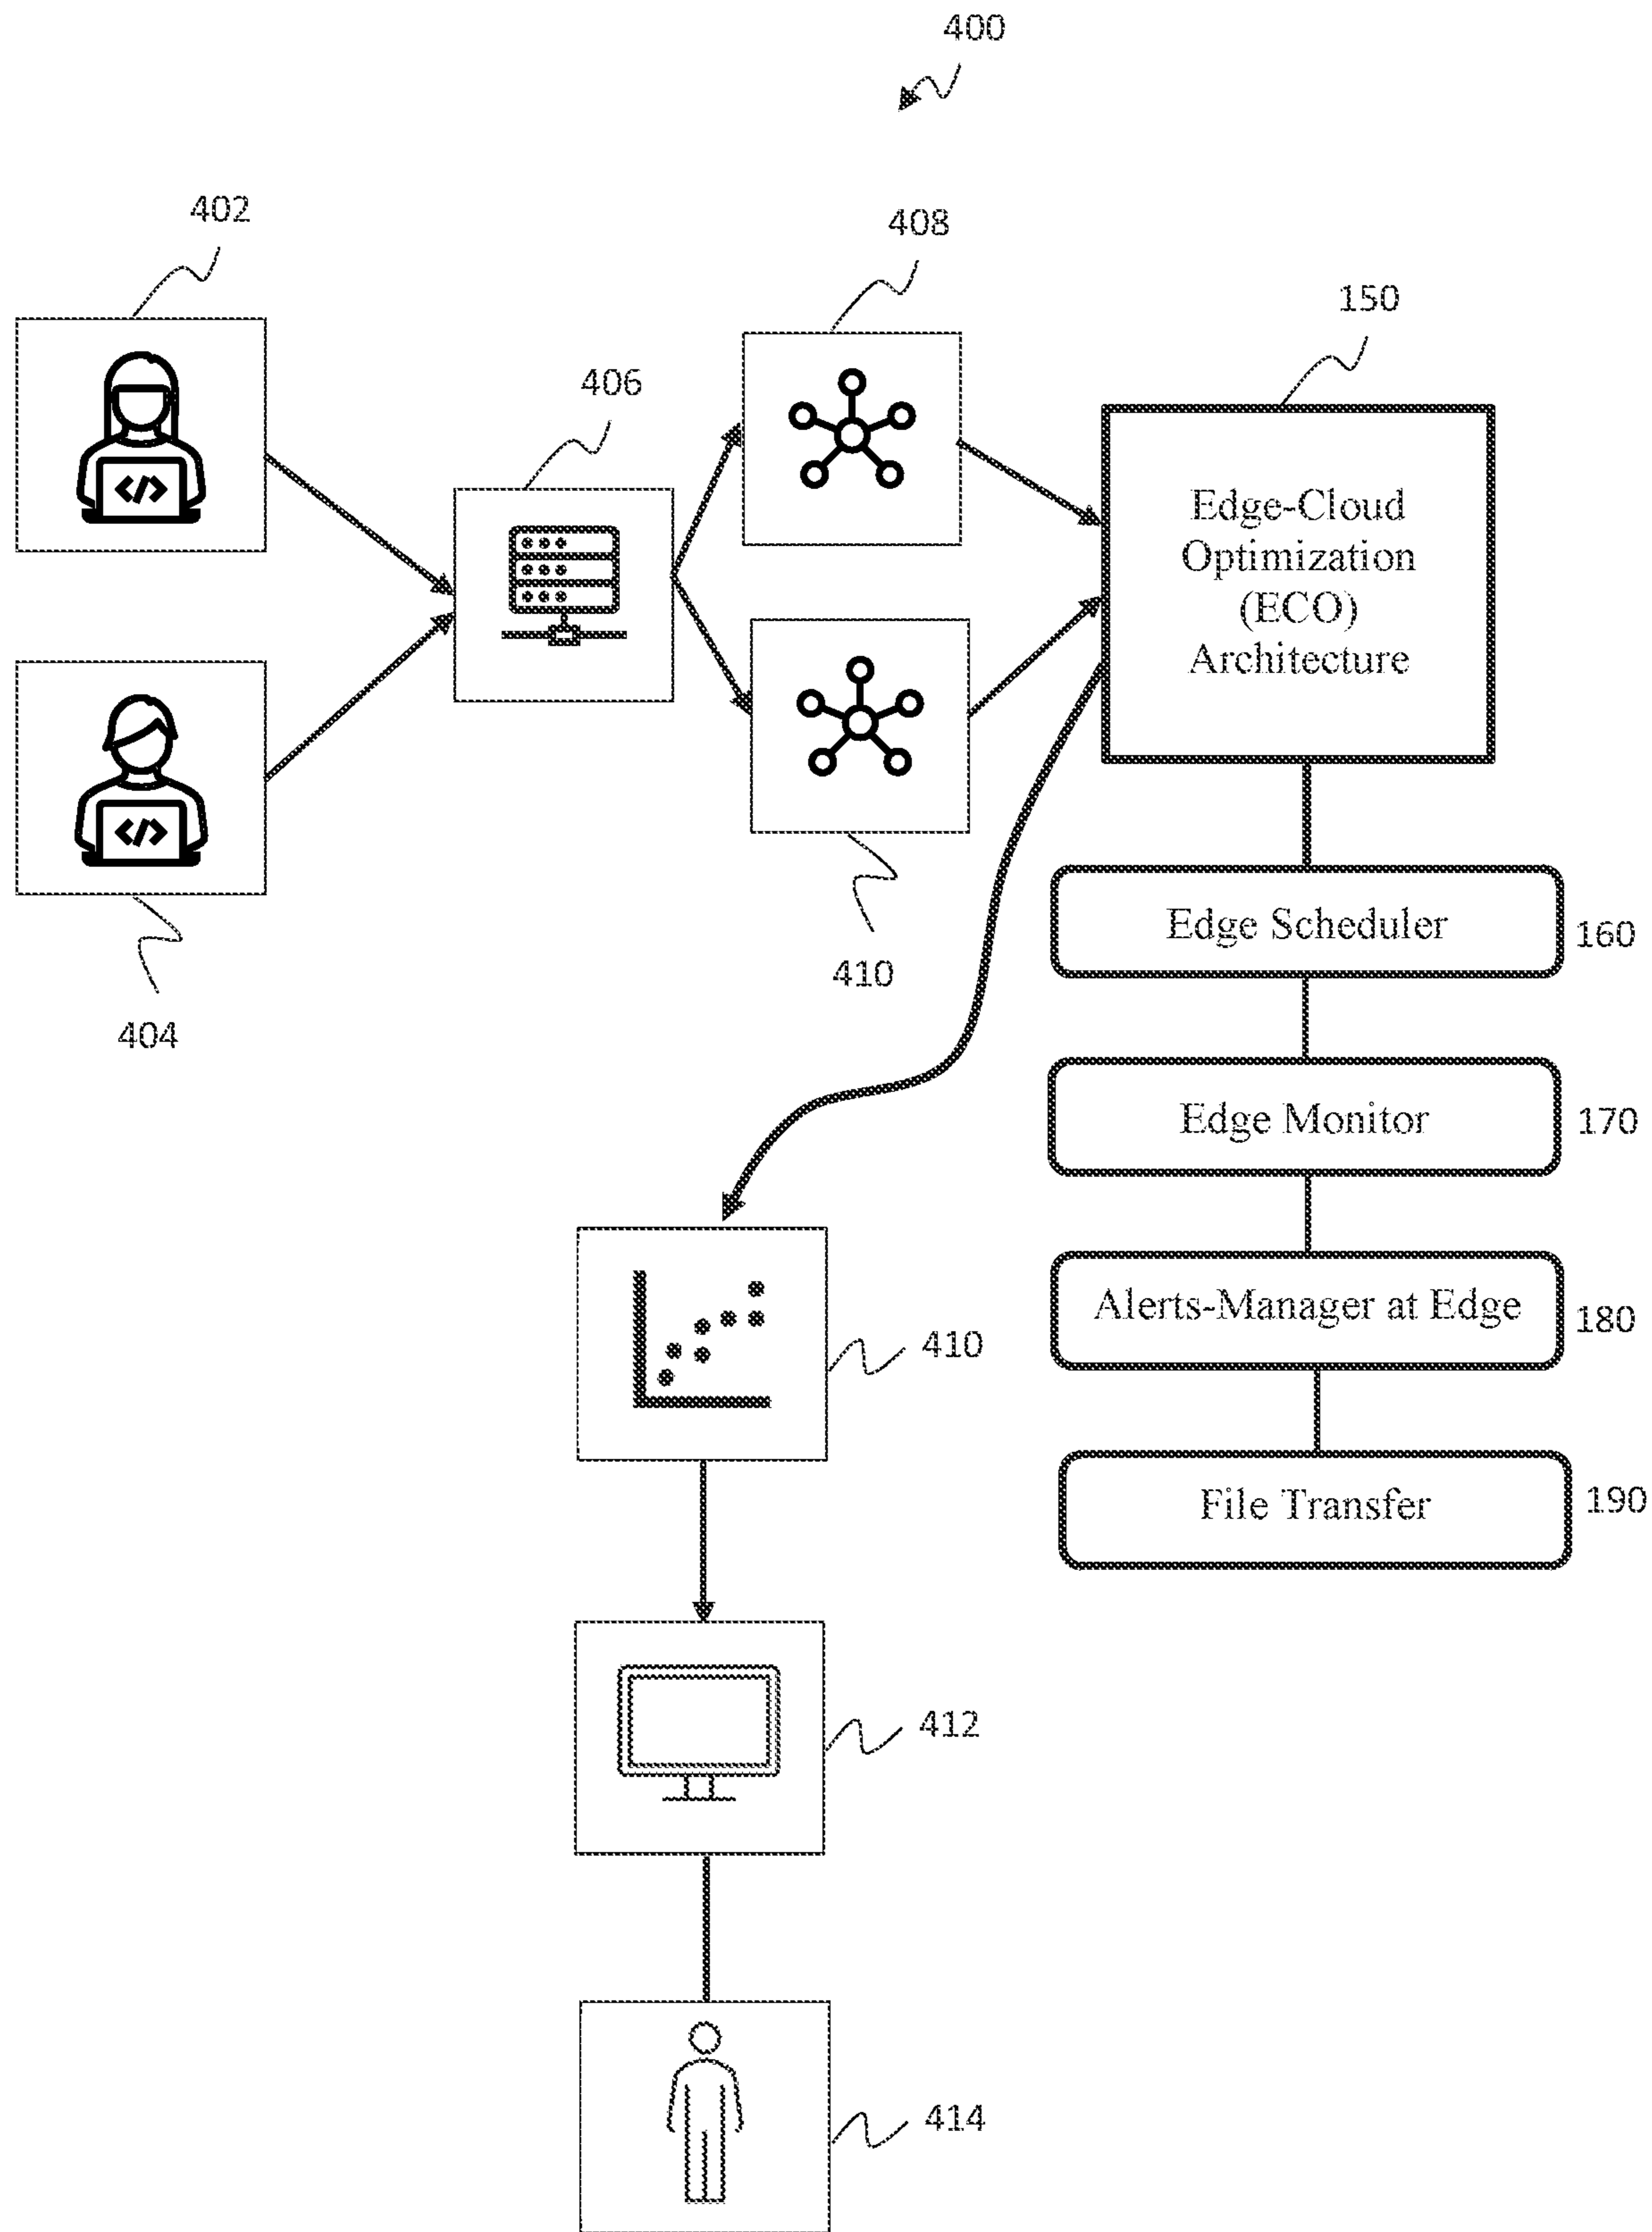 400
402
408
150
406
</>
Edge-Cloud
Optimization
(ECO)
Architecture
</>
404
410
Edge Scheduler
160
Edge Monitor
170
Alerts-Manager at Edge
180
410
File Transfer
190
412
414